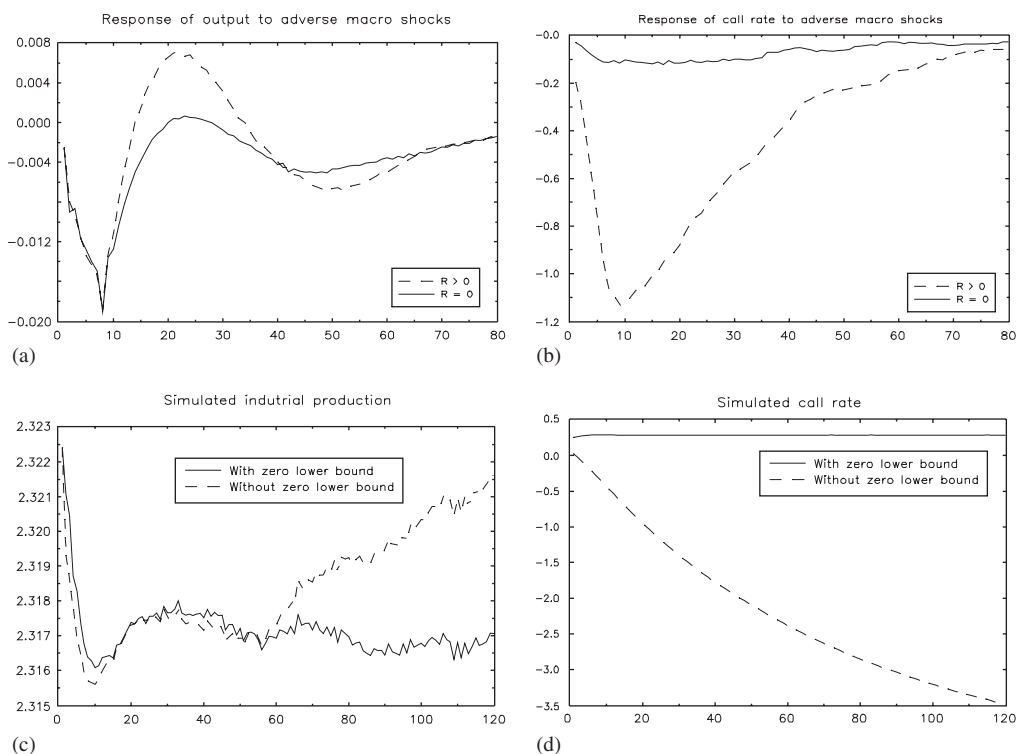 Response of output to adverse macro shocks
0.008
0.004
0.000
−0.004
−0.012
−0.020
0 10 20 30 40 50 60 70 80
R > 0
R = 0
(a)
Response of call rate to adverse macro shocks
−0.0
−0.2
−0.4
−0.6
−0.8
−1.0
−1.2
0 10 20 30 40 50 60 70 80
R > 0
R = 0
(b)
Simulated indutrial production
2.323
2.322
2.321
2.320
2.319
2.318
2.317
2.316
2.315
0 20 40 60 80 100 120
With zero lower bound
Without zero lower bound
(c)
Simulated call rate
0.5
0.0
−0.5
−1.0
−1.5
−2.0
−2.5
−3.0
−3.5
0 20 40 60 80 100 120
With zero lower bound
Without zero lower bound
(d)